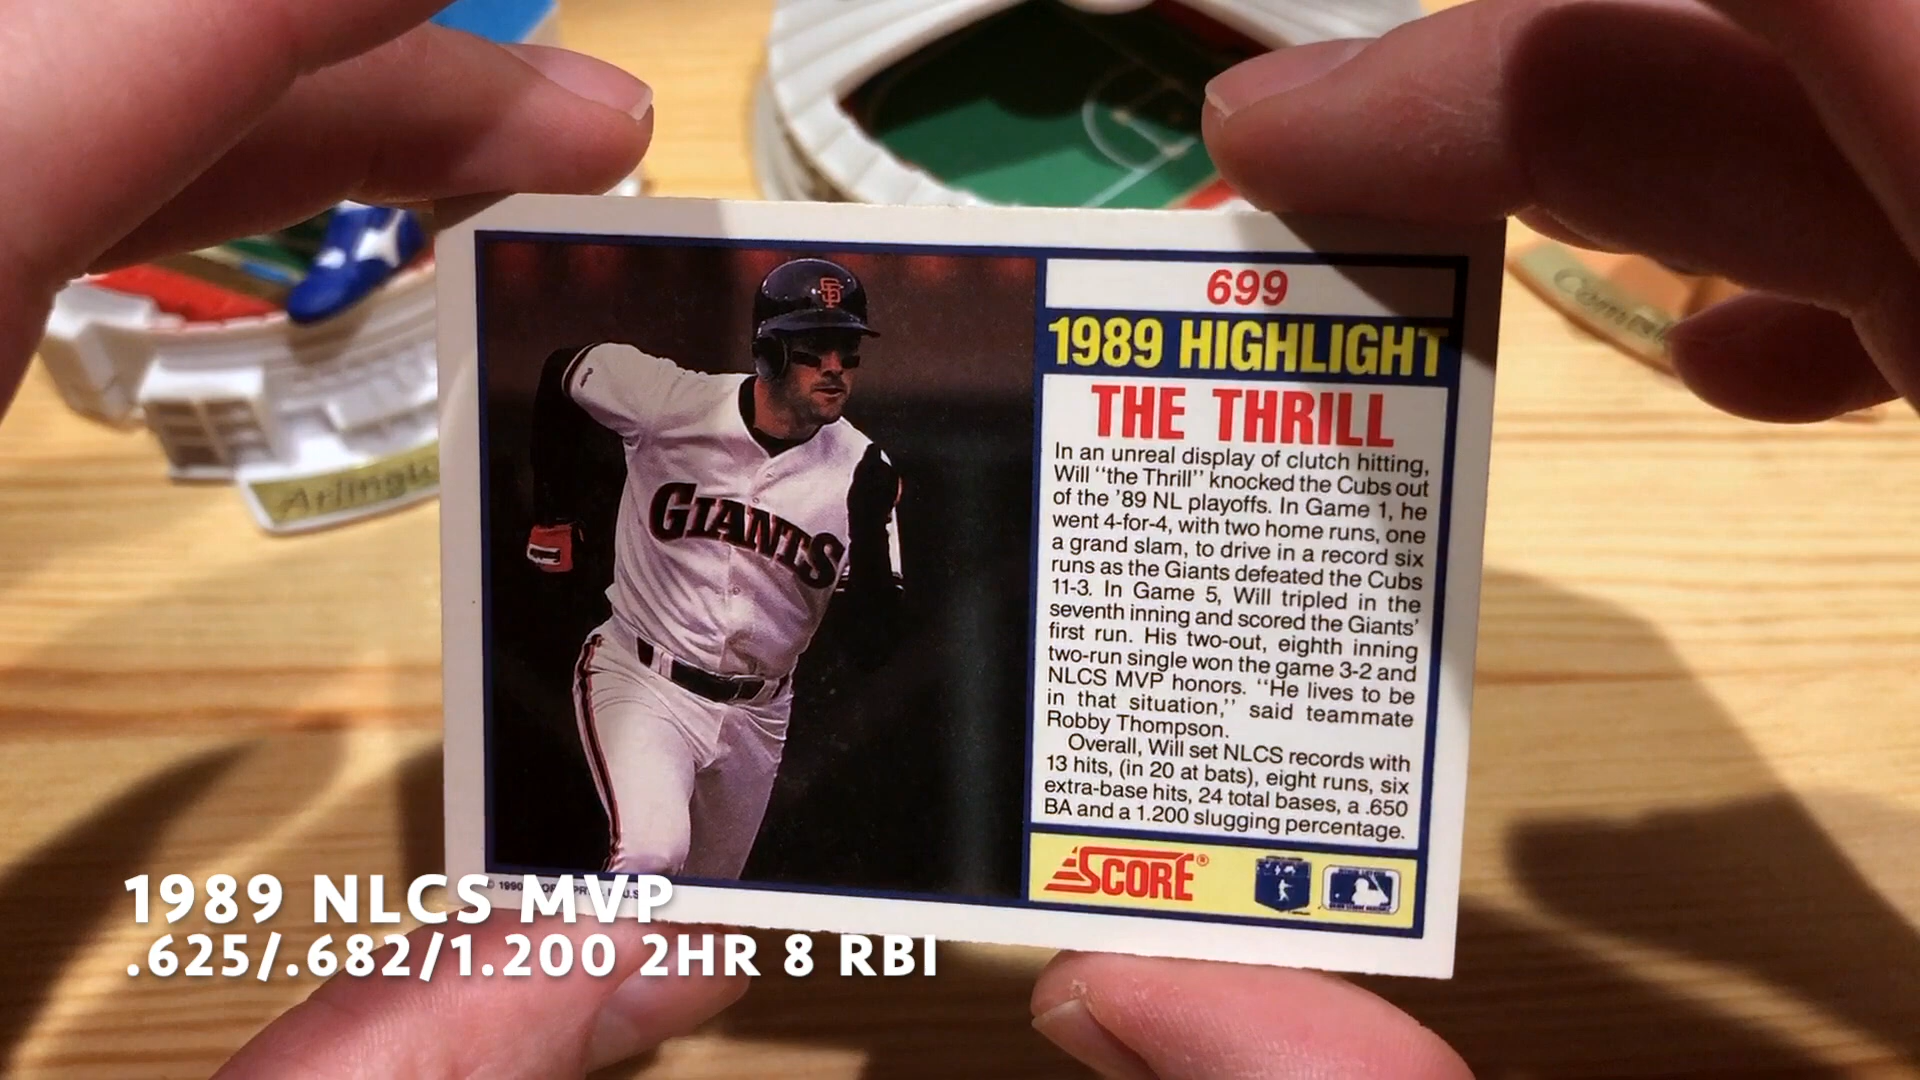 SF
GIANTS
699
1989 HIGHLIGHT
THE THRILL
In an unreal display of clutch hitting,
Will "the Thrill" knocked the Cubs out
of the '89 NL playoffs. In Game 1, he
went 4-for-4, with two home runs, one
a grand slam, to drive in a record six
runs as the Giants defeated the Cubs
11-3. In Game 5, Will tripled in the
seventh inning and scored the Giants'
first run. His two-out, eighth inning
two-run single won the game 3-2 and
NLCS MVP honors. "He lives to be
in that situation," said teammate
Robby Thompson.
Overall, Will set NLCS records with
13 hits, (in 20 at bats), eight runs, six
extra-base hits, 24 total bases, a .650
BA and a 1.200 slugging percentage.
SCORE®
© 1990
Arlingto
1989 NLCS MVP
.625/.682/1.200 2HR 8 RBI